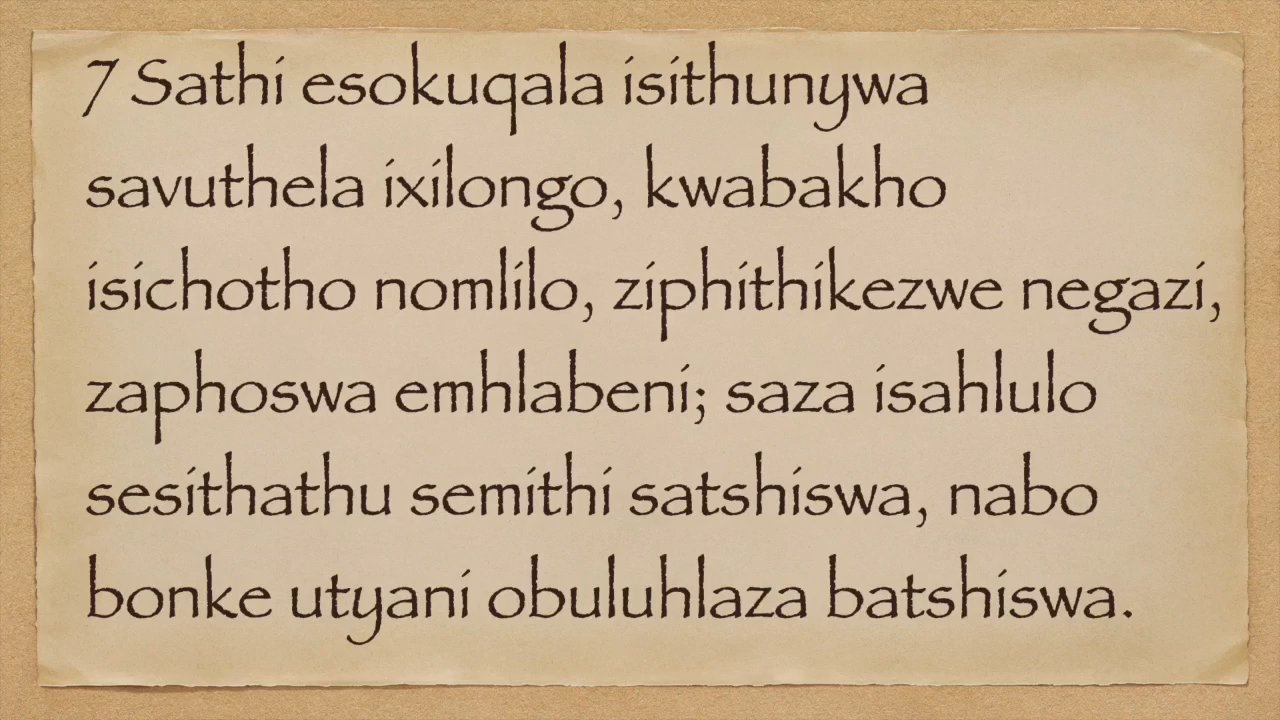 7 Sathi esokuqala isithunywa
savuthela ixilongo, kwabakho
isichotho nomlilo, ziphithikezwe negazi,
zaphoswa emhlabeni; saza isahlulo
sesithathu semithi satshiswa, nabo
bonke utyani obuluhlaza batshiswa.